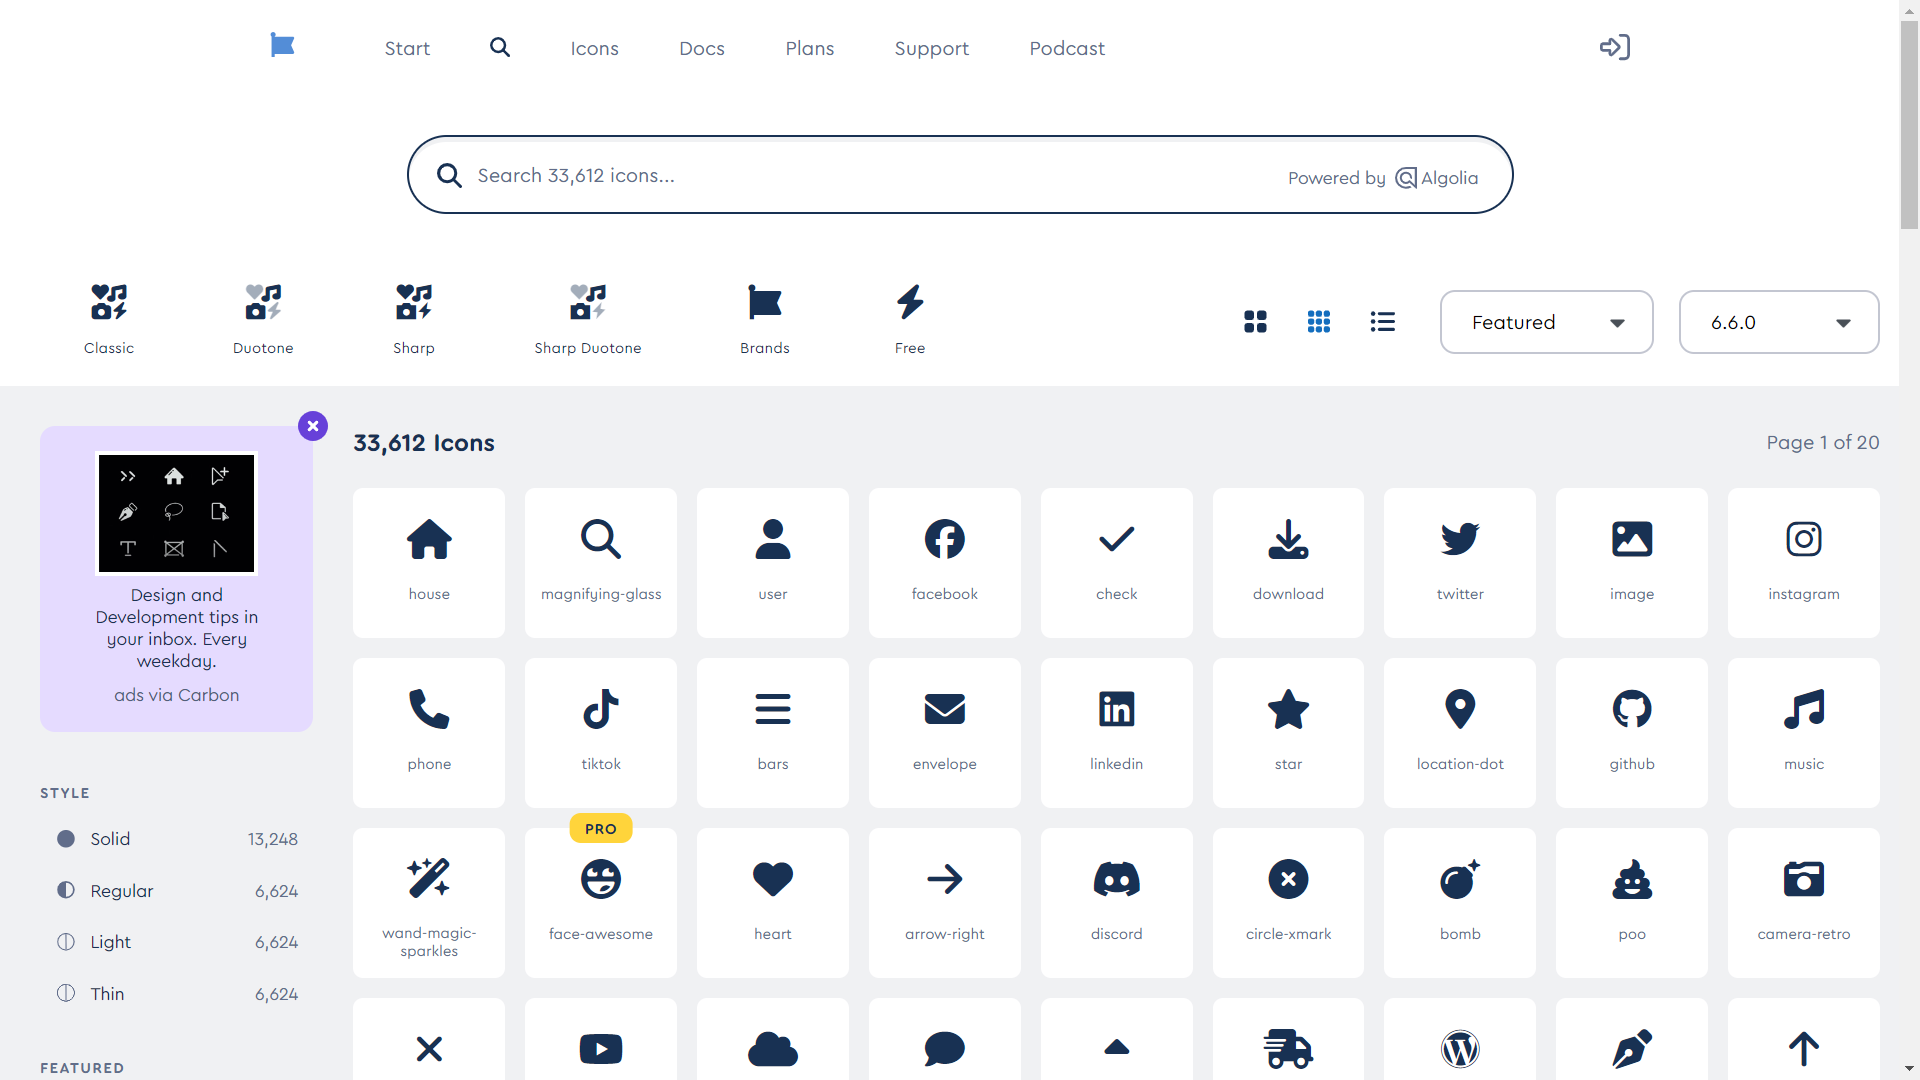 Start
Icons
Docs
Plans
Support
Podcast
Search 33,612 icons...
Powered by Algolia
Classic
Duotone
Sharp
Sharp Duotone
Brands
Free
Featured
6.6.0
Design and
Development tips in
your inbox. Every
weekday.
ads via Carbon
STYLE
Solid 13,248
Regular 6,624
Light 6,624
Thin 6,624
FEATURED
33,612 Icons
Page 1 of 20
house
magnifying-glass
user
facebook
check
download
twitter
image
instagram
phone
tiktok
bars
envelope
linkedin
star
location-dot
github
music
wand-magic-
sparkles
PRO
face-awesome
heart
arrow-right
discord
circle-xmark
bomb
poo
camera-retro